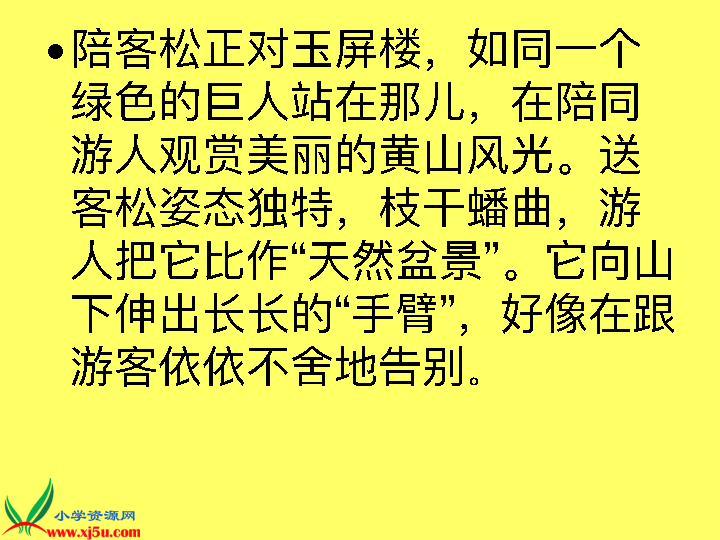 •陪客松正对玉屏楼，如同一个
绿色的巨人站在那儿，在陪同
游人观赏美丽的黄山风光。送
客松姿态独特，枝干蟠曲，游
人把它比作“天然盆景”。它向山
下伸出长长的“手臂”，好像在跟
游客依依不舍地告别。
小学资源网
www.xj5u.com